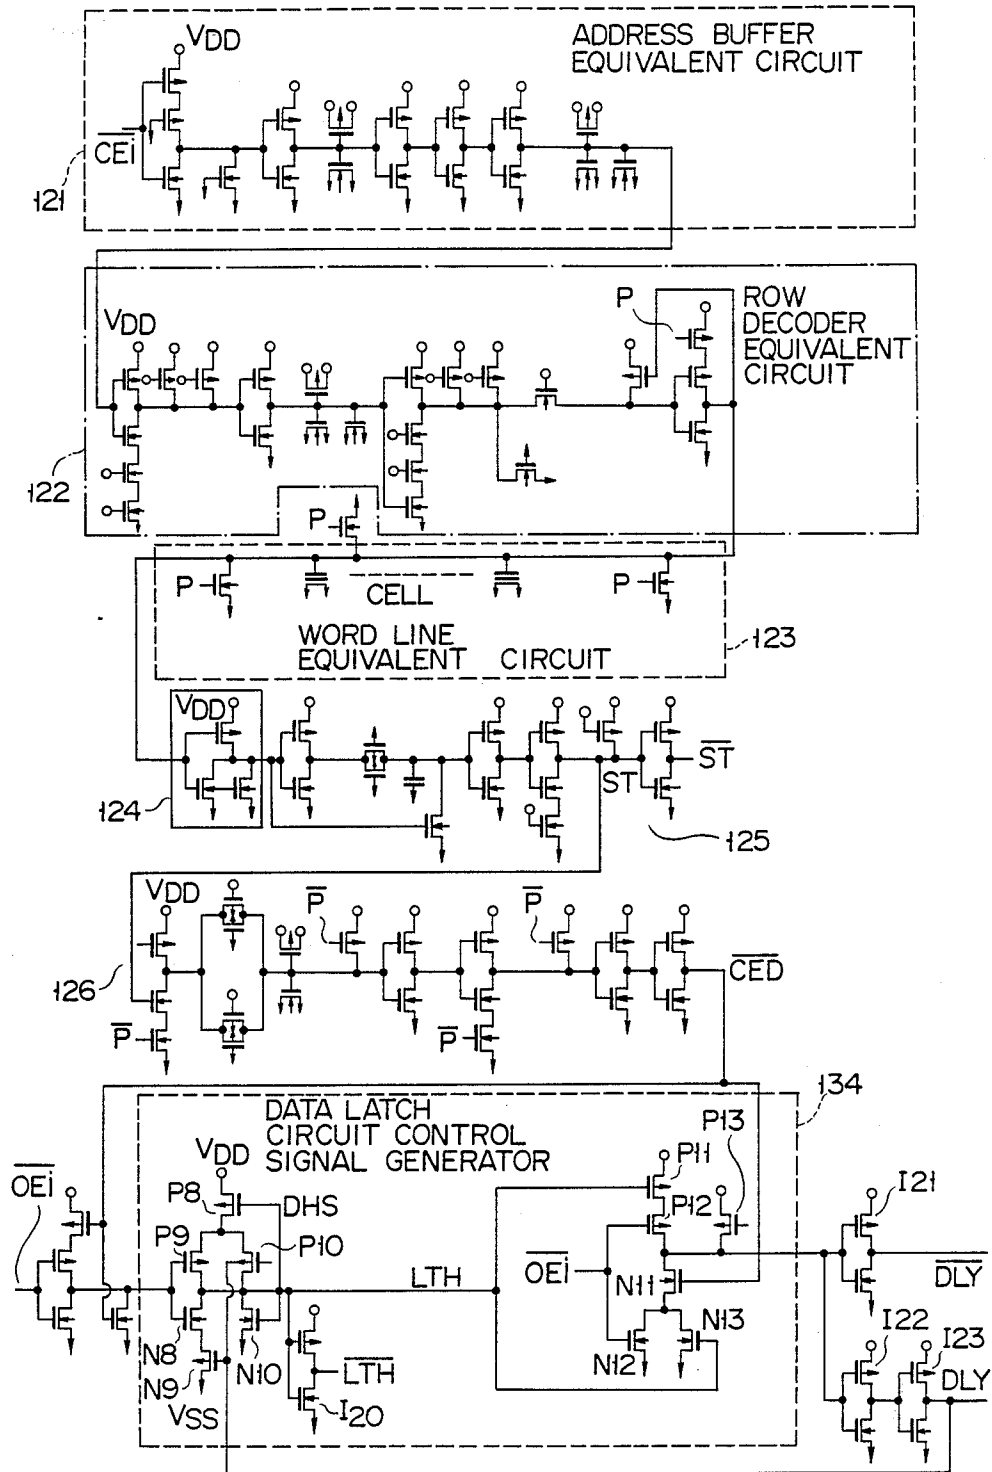 VDD
ADDRESS BUFFER
EQUIVALENT CIRCUIT
CEi
121
VDD
P
ROW
DECODER
EQUIVALENT
CIRCUIT
122
P
P
CELL
P
WORD LINE
EQUIVALENT CIRCUIT
123
VDD
ST
ST
124
125
VDD
P
P
CED
126
P
P
134
DATA LATCH
CIRCUIT CONTROL
SIGNAL GENERATOR
P13
VDD
P11
OEi
P8
DHS
P12
I21
P9
P10
LTH
OEi
N11
DLY
N8
N13
I22
I23
N9
N10
LTH
N12
DLY
VSS
I20